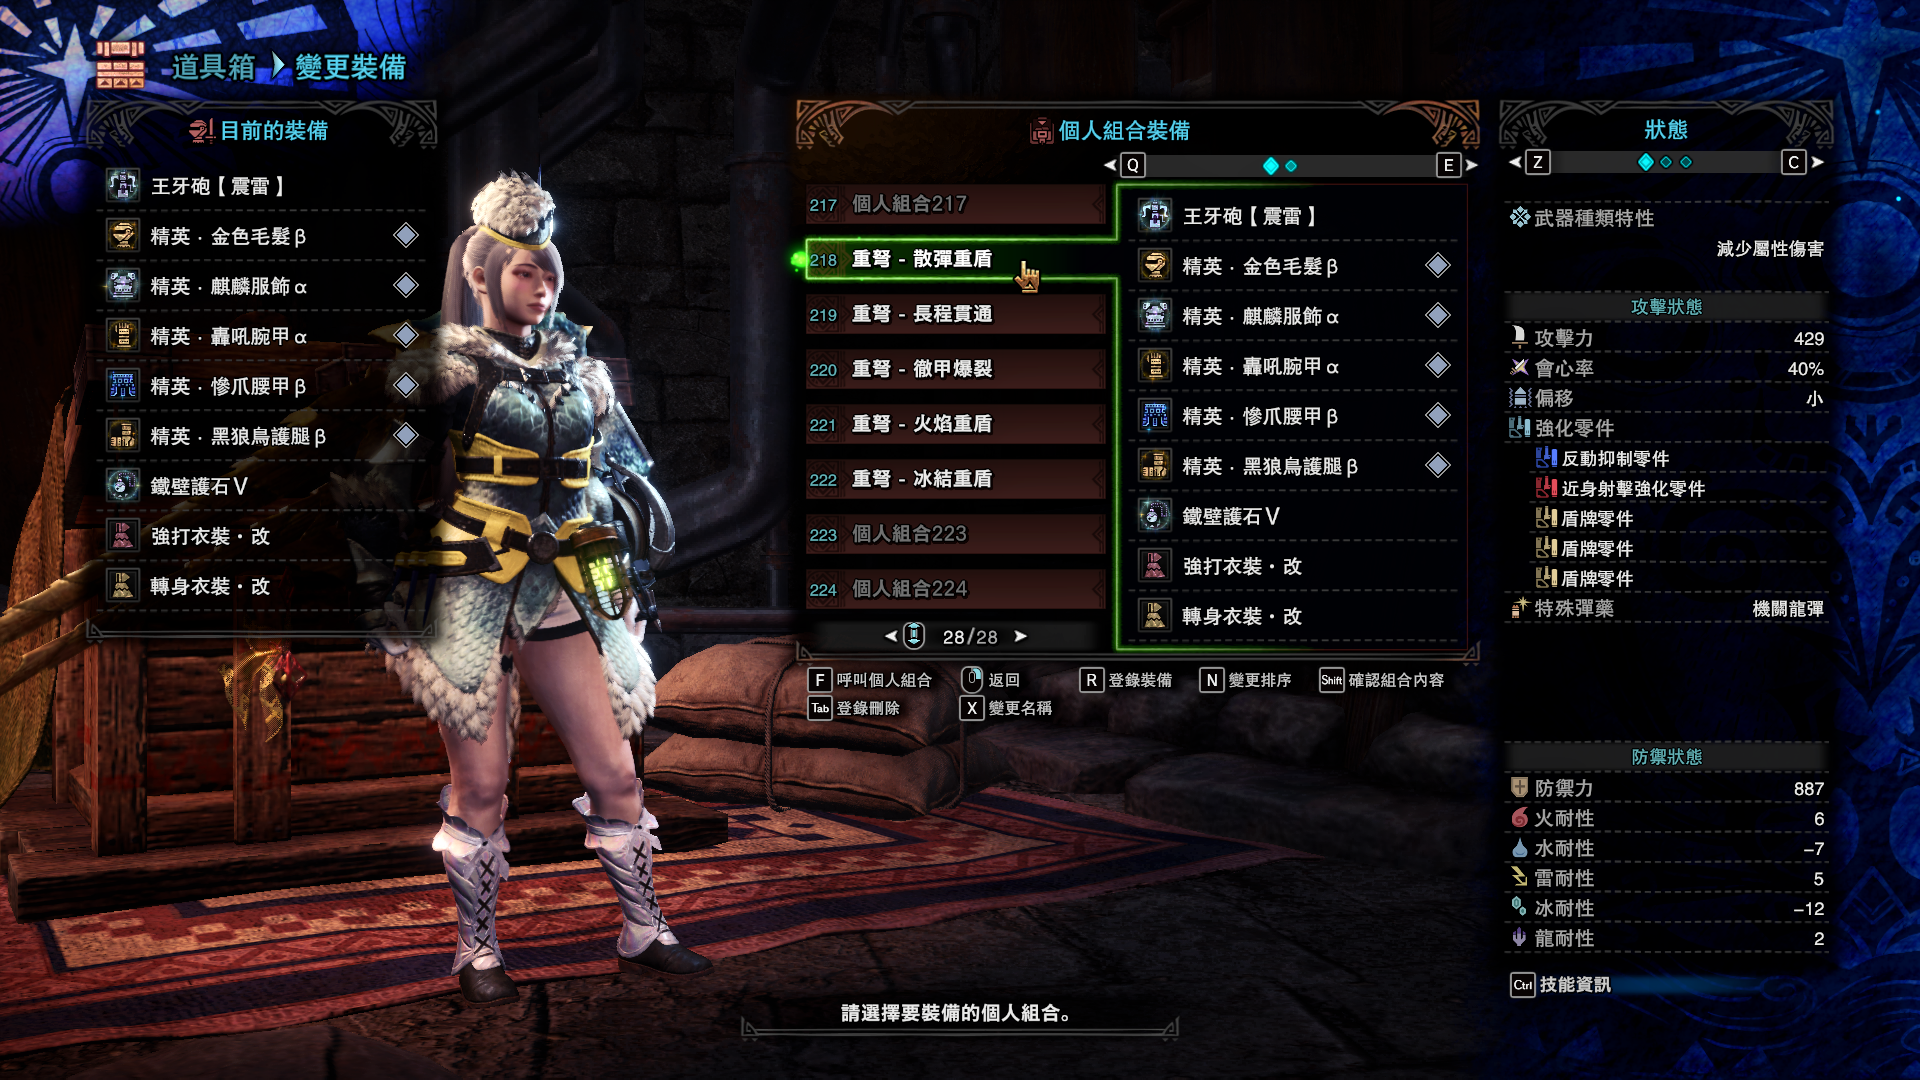 道具箱 變更裝備
目前的裝備
王牙砲【震雷】
精英．金色毛髮β
精英．麒麟服飾α
精英．轟吼腕甲α
精英．慘爪腰甲β
精英．黑狼鳥護腿β
鐵壁護石Ⅴ
強打衣裝・改
轉身衣裝・改
個人組合裝備
Q E
217 個人組合217
218 重弩 - 散彈重盾
219 重弩 - 長程貫通
220 重弩 - 徹甲爆裂
221 重弩 - 火焰重盾
222 重弩 - 冰結重盾
223 個人組合223
224 個人組合224
28/28
王牙砲【震雷】
精英．金色毛髮β
精英．麒麟服飾α
精英．轟吼腕甲α
精英．慘爪腰甲β
精英．黑狼鳥護腿β
鐵壁護石Ⅴ
強打衣裝・改
轉身衣裝・改
F 呼叫個人組合 返回 R 登錄裝備 N 變更排序 Shift 確認組合內容
Tab 登錄刪除 X 變更名稱
狀態
Z C
武器種類特性
減少屬性傷害
攻擊狀態
攻擊力 429
會心率 40%
偏移 小
強化零件
反動抑制零件
近身射擊強化零件
盾牌零件
盾牌零件
盾牌零件
特殊彈藥 機關龍彈
防禦狀態
防禦力 887
火耐性 6
水耐性 -7
雷耐性 5
冰耐性 -12
龍耐性 2
Ctrl 技能資訊
請選擇要裝備的個人組合。